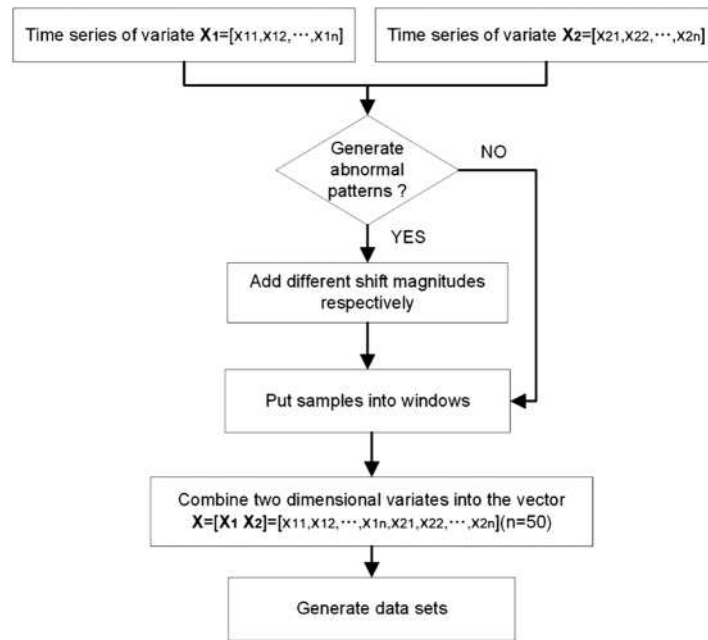 Time series of variate X1=[x11,x12,⋯,x1n]
Time series of variate X2=[x21,x22,⋯,x2n]
Generate
abnormal
patterns ?
NO
YES
Add different shift magnitudes
respectively
Put samples into windows
Combine two dimensional variates into the vector
X=[X1 X2]=[x11,x12,⋯,x1n,x21,x22,⋯,x2n](n=50)
Generate data sets